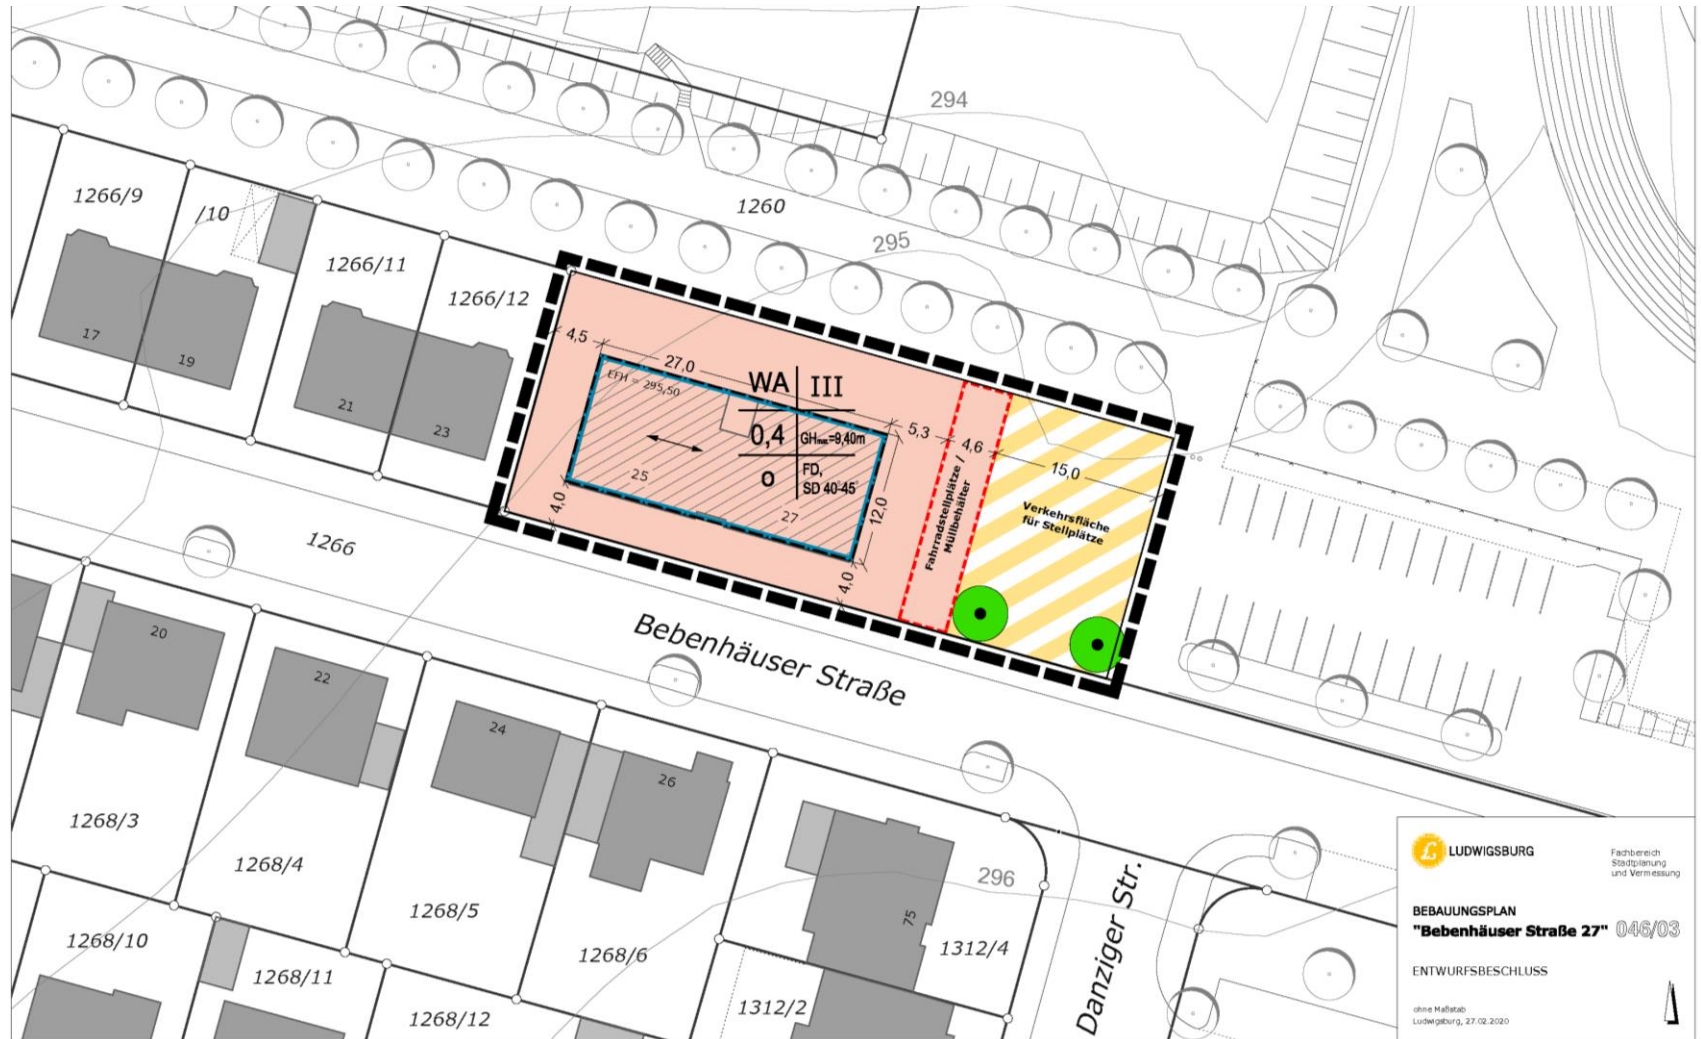 294
1266/9
/10
1260
295
1266/11
1266/12
17
19
21
23
4,5
27,0
EFH = 295,50
WA
III
0,4
GHmax.=9,40m
o
FD,
SD 40-45°
25
27
5,3
4,6
15,0
12,0
4,0
4,0
Fahrradstellplätze /
Müllbehälter
Verkehrsfläche
für Stellplätze
1266
Bebenhäuser Straße
20
22
24
26
75
1268/3
1268/4
1268/5
1268/6
1312/4
296
Danziger Str.
1268/10
1268/11
1268/12
1312/2
LUDWIGSBURG
Fachbereich
Stadtplanung
und Vermessung
BEBAUUNGSPLAN
"Bebenhäuser Straße 27" 046/03
ENTWURFSBESCHLUSS
ohne Maßstab
Ludwigsburg, 27.02.2020